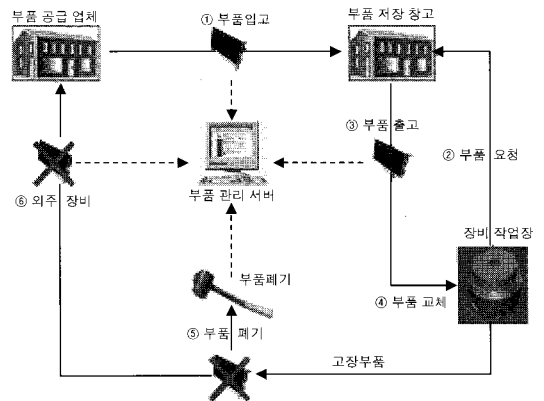 부품 공급 업체
① 부품입고
부품 저장 창고
③ 부품 출고
② 부품 요청
⑥ 외주 장비
부품 관리 서버
장비 작업장
부품폐기
④ 부품 교체
⑤ 부품 폐기
고장부품